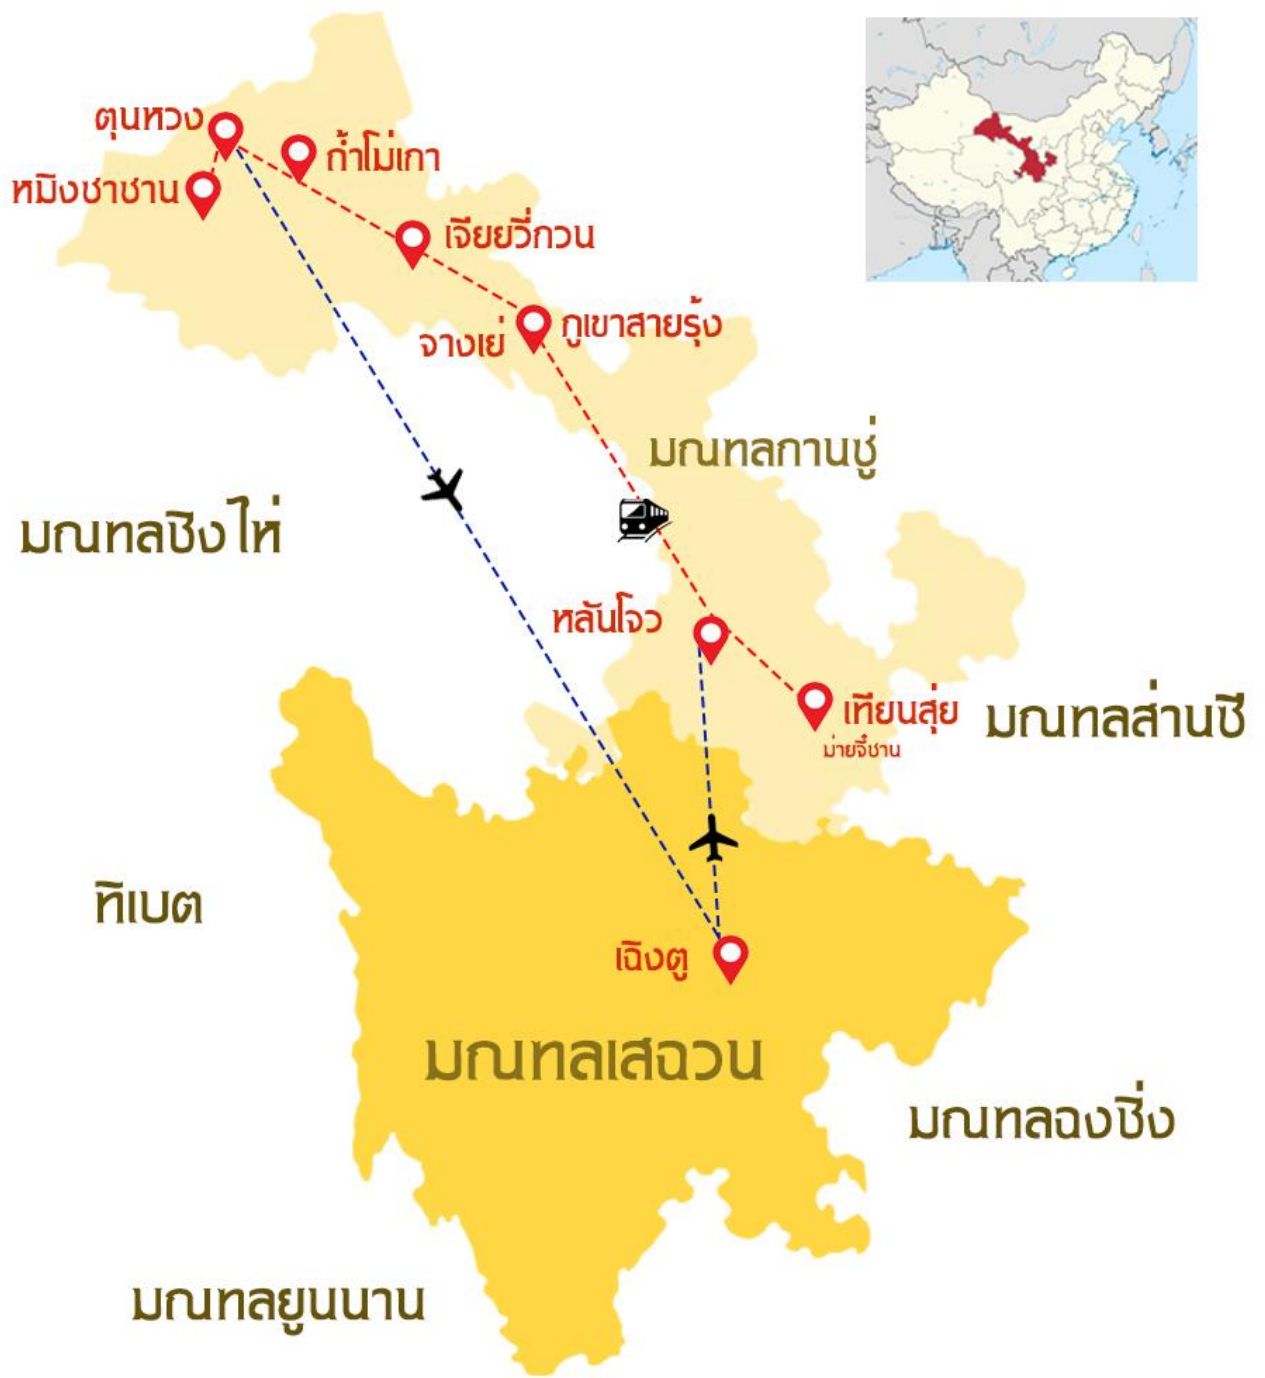 ตุนหวง
ถ้ำโม่เกา
หมิงซาซาน
เจียยวี่กวน
ภูเขาสายรุ้ง
จางเย่
มณฑลกานซู่
มณฑลชิงไห่
หลันโจว
เทียนสุ่ย
ม่ายจี๋ซาน
มณฑลส่านซี
ทิเบต
เฉิงตู
มณฑลเสฉวน
มณฑลฉงชิ่ง
มณฑลยูนนาน